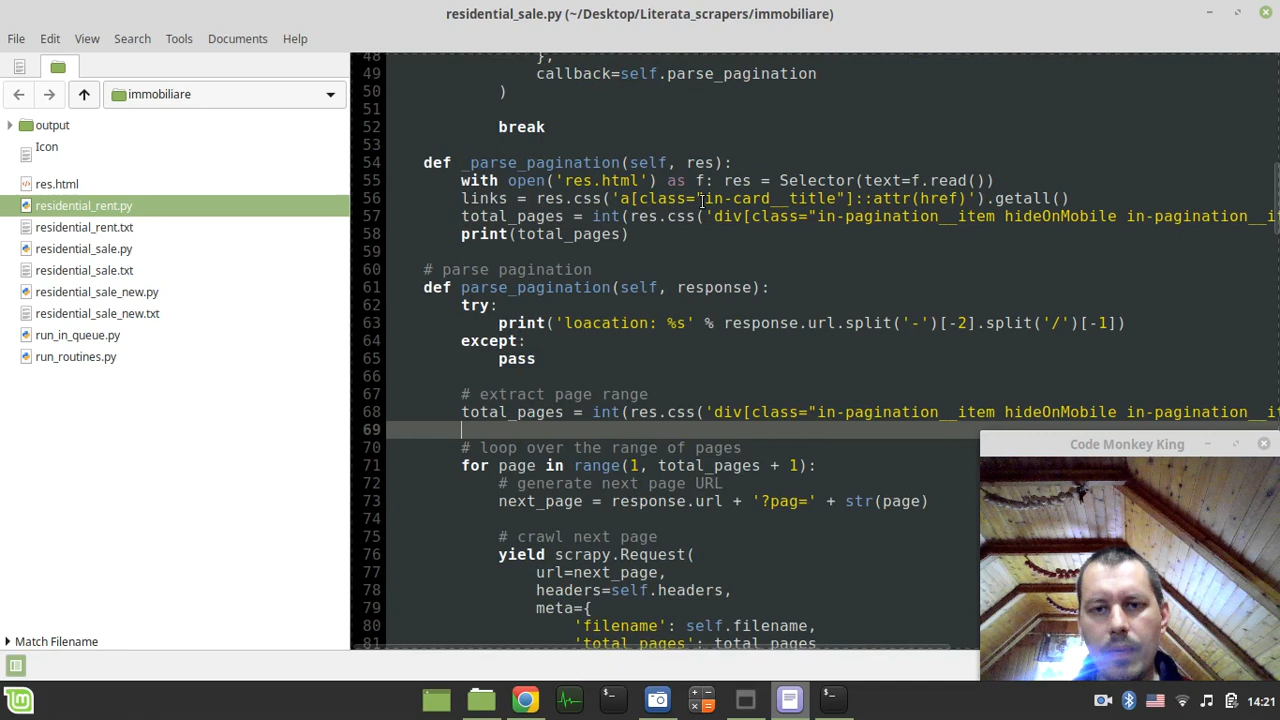 residential_sale.py (~/Desktop/Literata_scrapers/immobiliare)
File Edit View Search Tools Documents Help
immobiliare
output
Icon
res.html
residential_rent.py
residential_rent.txt
residential_sale.py
residential_sale.txt
residential_sale_new.py
residential_sale_new.txt
run_in_queue.py
run_routines.py
Match Filename
48 },
49 callback=self.parse_pagination
50 )
51
52 break
53
54 def _parse_pagination(self, res):
55 with open('res.html') as f: res = Selector(text=f.read())
56 links = res.css('a[class="in-card__title"]::attr(href)').getall()
57 total_pages = int(res.css('div[class="in-pagination__item hideOnMobile in-pagination__it
58 print(total_pages)
59
60 # parse pagination
61 def parse_pagination(self, response):
62 try:
63 print('loacation: %s' % response.url.split('-')[-2].split('/')[-1])
64 except:
65 pass
66
67 # extract page range
68 total_pages = int(res.css('div[class="in-pagination__item hideOnMobile in-pagination__it
69
70 # loop over the range of pages
71 for page in range(1, total_pages + 1):
72 # generate next page URL
73 next_page = response.url + '?pag=' + str(page)
74
75 # crawl next page
76 yield scrapy.Request(
77 url=next_page,
78 headers=self.headers,
79 meta={
80 'filename': self.filename,
81 'total_pages': total_pages
Code Monkey King
14:21